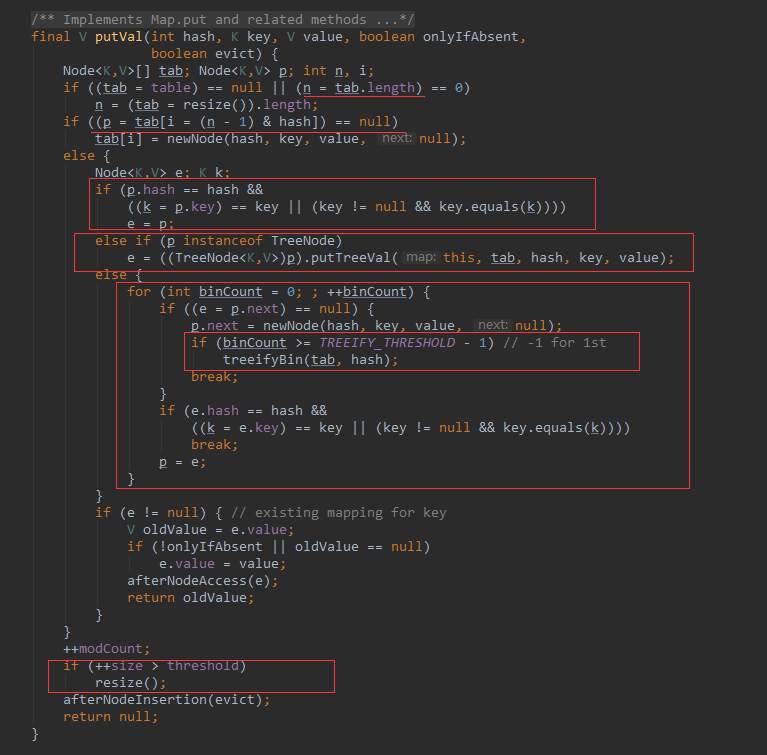 /** Implements Map.put and related methods ...*/
final V putVal(int hash, K key, V value, boolean onlyIfAbsent,
               boolean evict) {
    Node<K,V>[] tab; Node<K,V> p; int n, i;
    if ((tab = table) == null || (n = tab.length) == 0)
        n = (tab = resize()).length;
    if ((p = tab[i = (n - 1) & hash]) == null)
        tab[i] = newNode(hash, key, value, next: null);
    else {
        Node<K,V> e; K k;
        if (p.hash == hash &&
            ((k = p.key) == key || (key != null && key.equals(k))))
            e = p;
        else if (p instanceof TreeNode)
            e = ((TreeNode<K,V>)p).putTreeVal( map: this, tab, hash, key, value);
        else {
            for (int binCount = 0; ; ++binCount) {
                if ((e = p.next) == null) {
                    p.next = newNode(hash, key, value, next: null);
                    if (binCount >= TREEIFY_THRESHOLD - 1) // -1 for 1st
                        treeifyBin(tab, hash);
                    break;
                }
                if (e.hash == hash &&
                    ((k = e.key) == key || (key != null && key.equals(k))))
                    break;
                p = e;
            }
        }
        if (e != null) { // existing mapping for key
            V oldValue = e.value;
            if (!onlyIfAbsent || oldValue == null)
                e.value = value;
            afterNodeAccess(e);
            return oldValue;
        }
    }
    ++modCount;
    if (++size > threshold)
        resize();
    afterNodeInsertion(evict);
    return null;
}